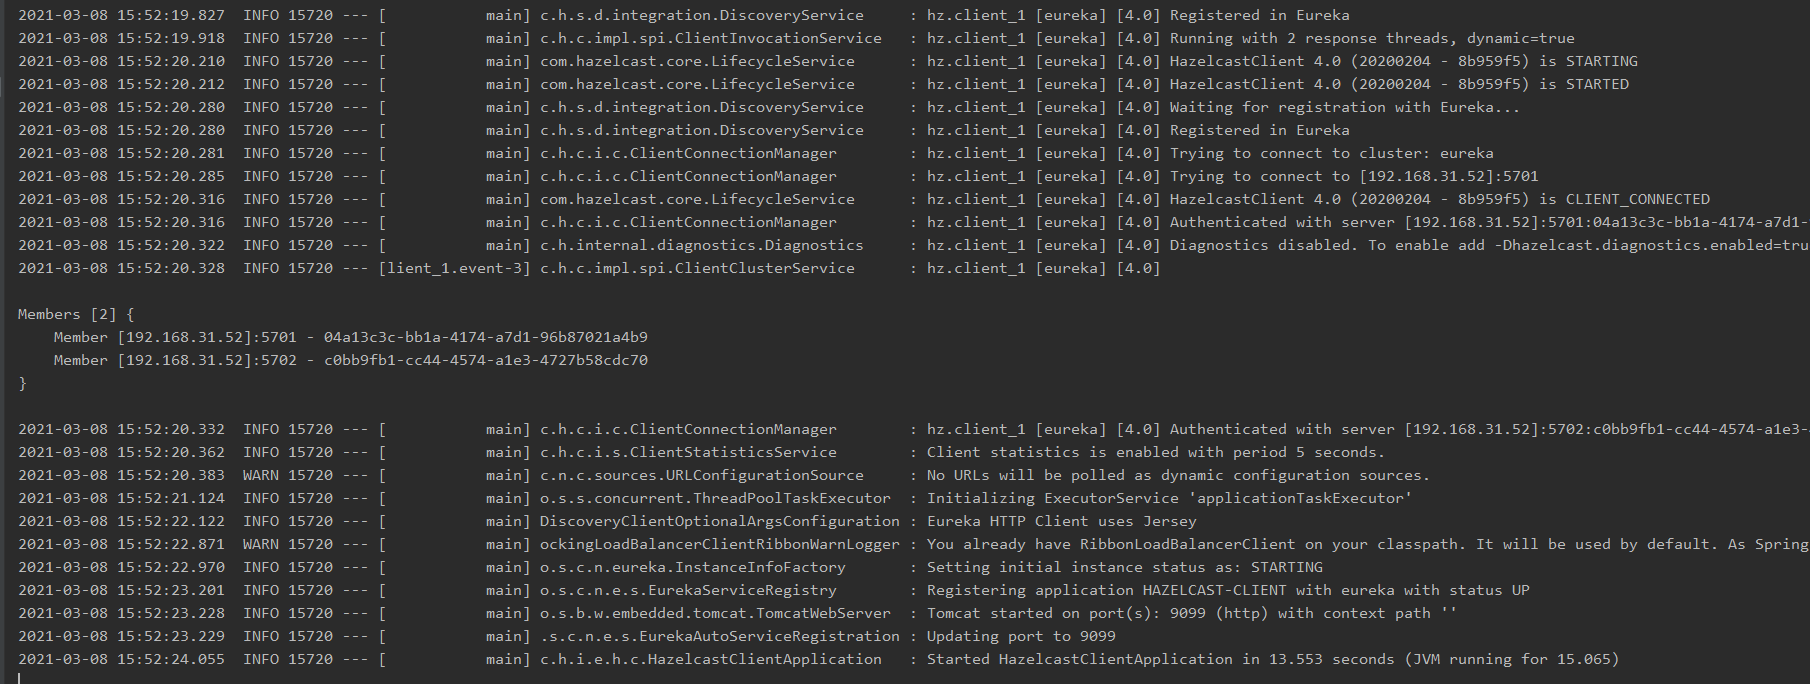 2021-03-08 15:52:19.827  INFO 15720 --- [           main] c.h.s.d.integration.DiscoveryService     : hz.client_1 [eureka] [4.0] Registered in Eureka
2021-03-08 15:52:19.918  INFO 15720 --- [           main] c.h.c.impl.spi.ClientInvocationService   : hz.client_1 [eureka] [4.0] Running with 2 response threads, dynamic=true
2021-03-08 15:52:20.210  INFO 15720 --- [           main] com.hazelcast.core.LifecycleService      : hz.client_1 [eureka] [4.0] HazelcastClient 4.0 (20200204 - 8b959f5) is STARTING
2021-03-08 15:52:20.212  INFO 15720 --- [           main] com.hazelcast.core.LifecycleService      : hz.client_1 [eureka] [4.0] HazelcastClient 4.0 (20200204 - 8b959f5) is STARTED
2021-03-08 15:52:20.280  INFO 15720 --- [           main] c.h.s.d.integration.DiscoveryService     : hz.client_1 [eureka] [4.0] Waiting for registration with Eureka...
2021-03-08 15:52:20.280  INFO 15720 --- [           main] c.h.s.d.integration.DiscoveryService     : hz.client_1 [eureka] [4.0] Registered in Eureka
2021-03-08 15:52:20.281  INFO 15720 --- [           main] c.h.c.i.c.ClientConnectionManager        : hz.client_1 [eureka] [4.0] Trying to connect to cluster: eureka
2021-03-08 15:52:20.285  INFO 15720 --- [           main] c.h.c.i.c.ClientConnectionManager        : hz.client_1 [eureka] [4.0] Trying to connect to [192.168.31.52]:5701
2021-03-08 15:52:20.316  INFO 15720 --- [           main] com.hazelcast.core.LifecycleService      : hz.client_1 [eureka] [4.0] HazelcastClient 4.0 (20200204 - 8b959f5) is CLIENT_CONNECTED
2021-03-08 15:52:20.316  INFO 15720 --- [           main] c.h.c.i.c.ClientConnectionManager        : hz.client_1 [eureka] [4.0] Authenticated with server [192.168.31.52]:5701:04a13c3c-bb1a-4174-a7d1-
2021-03-08 15:52:20.322  INFO 15720 --- [           main] c.h.internal.diagnostics.Diagnostics     : hz.client_1 [eureka] [4.0] Diagnostics disabled. To enable add -Dhazelcast.diagnostics.enabled=tru
2021-03-08 15:52:20.328  INFO 15720 --- [lient_1.event-3] c.h.c.impl.spi.ClientClusterService      : hz.client_1 [eureka] [4.0]
Members [2] {
    Member [192.168.31.52]:5701 - 04a13c3c-bb1a-4174-a7d1-96b87021a4b9
    Member [192.168.31.52]:5702 - c0bb9fb1-cc44-4574-a1e3-4727b58cdc70
}
2021-03-08 15:52:20.332  INFO 15720 --- [           main] c.h.c.i.c.ClientConnectionManager        : hz.client_1 [eureka] [4.0] Authenticated with server [192.168.31.52]:5702:c0bb9fb1-cc44-4574-a1e3-
2021-03-08 15:52:20.362  INFO 15720 --- [           main] c.h.c.i.s.ClientStatisticsService        : Client statistics is enabled with period 5 seconds.
2021-03-08 15:52:20.383  WARN 15720 --- [           main] c.n.c.sources.URLConfigurationSource     : No URLs will be polled as dynamic configuration sources.
2021-03-08 15:52:21.124  INFO 15720 --- [           main] o.s.s.concurrent.ThreadPoolTaskExecutor  : Initializing ExecutorService 'applicationTaskExecutor'
2021-03-08 15:52:22.122  INFO 15720 --- [           main] DiscoveryClientOptionalArgsConfiguration : Eureka HTTP Client uses Jersey
2021-03-08 15:52:22.871  WARN 15720 --- [           main] ockingLoadBalancerClientRibbonWarnLogger : You already have RibbonLoadBalancerClient on your classpath. It will be used by default. As Spring
2021-03-08 15:52:22.970  INFO 15720 --- [           main] o.s.c.n.eureka.InstanceInfoFactory       : Setting initial instance status as: STARTING
2021-03-08 15:52:23.201  INFO 15720 --- [           main] o.s.c.n.e.s.EurekaServiceRegistry        : Registering application HAZELCAST-CLIENT with eureka with status UP
2021-03-08 15:52:23.228  INFO 15720 --- [           main] o.s.b.w.embedded.tomcat.TomcatWebServer  : Tomcat started on port(s): 9099 (http) with context path ''
2021-03-08 15:52:23.229  INFO 15720 --- [           main] .s.c.n.e.s.EurekaAutoServiceRegistration : Updating port to 9099
2021-03-08 15:52:24.055  INFO 15720 --- [           main] c.h.i.e.h.c.HazelcastClientApplication   : Started HazelcastClientApplication in 13.553 seconds (JVM running for 15.065)